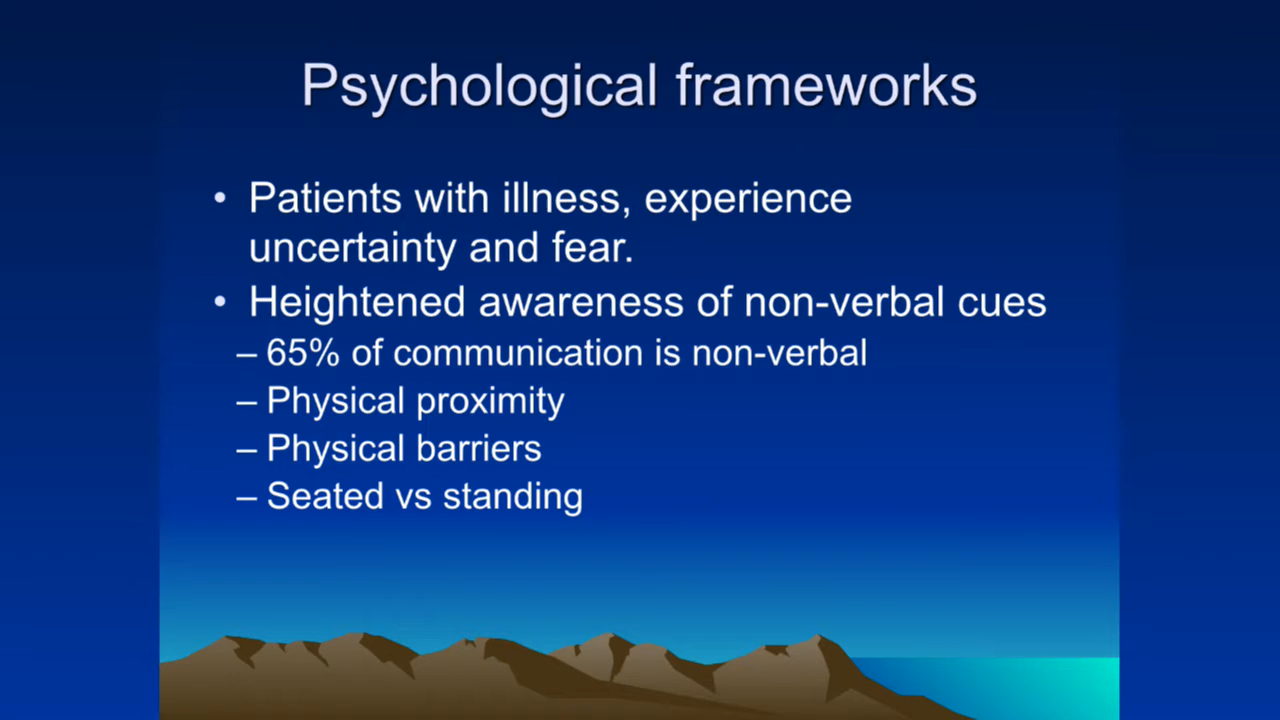 Psychological frameworks
• Patients with illness, experience
uncertainty and fear.
• Heightened awareness of non-verbal cues
– 65% of communication is non-verbal
– Physical proximity
– Physical barriers
– Seated vs standing